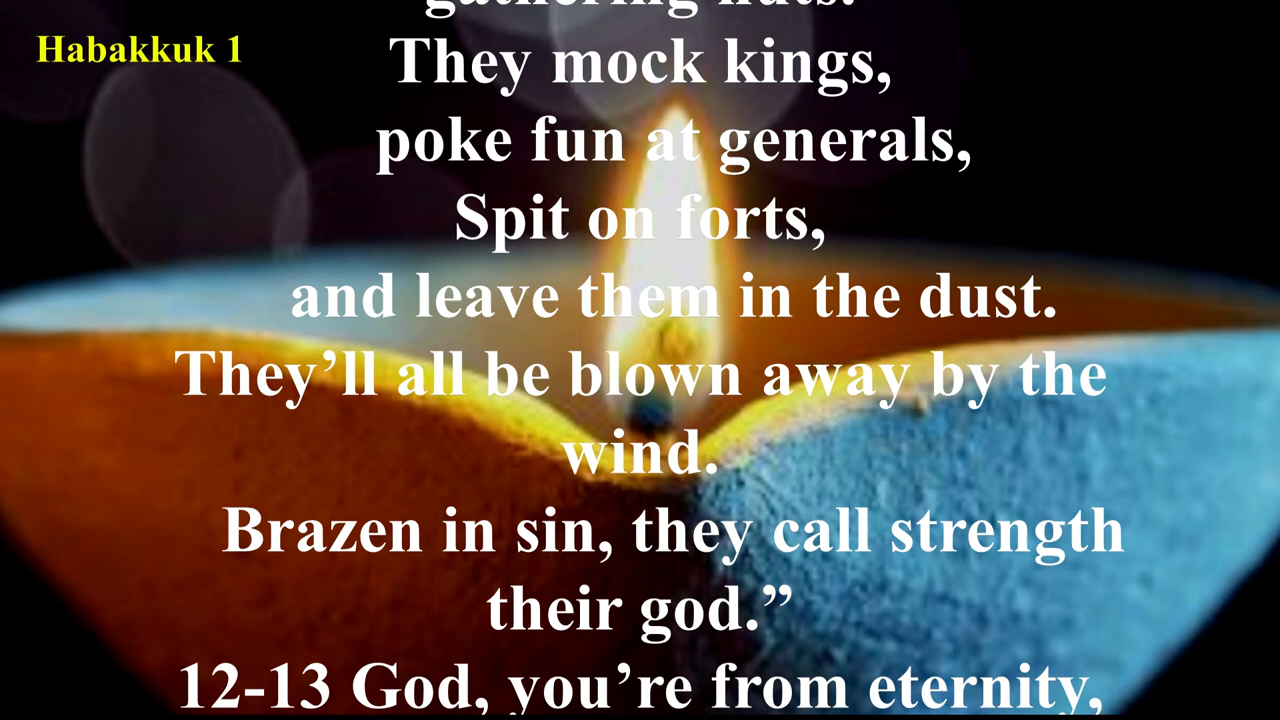 gathering nuts.
Habakkuk 1
They mock kings,
poke fun at generals,
Spit on forts,
and leave them in the dust.
They’ll all be blown away by the
wind.
Brazen in sin, they call strength
their god.”
12-13 God, you’re from eternity,